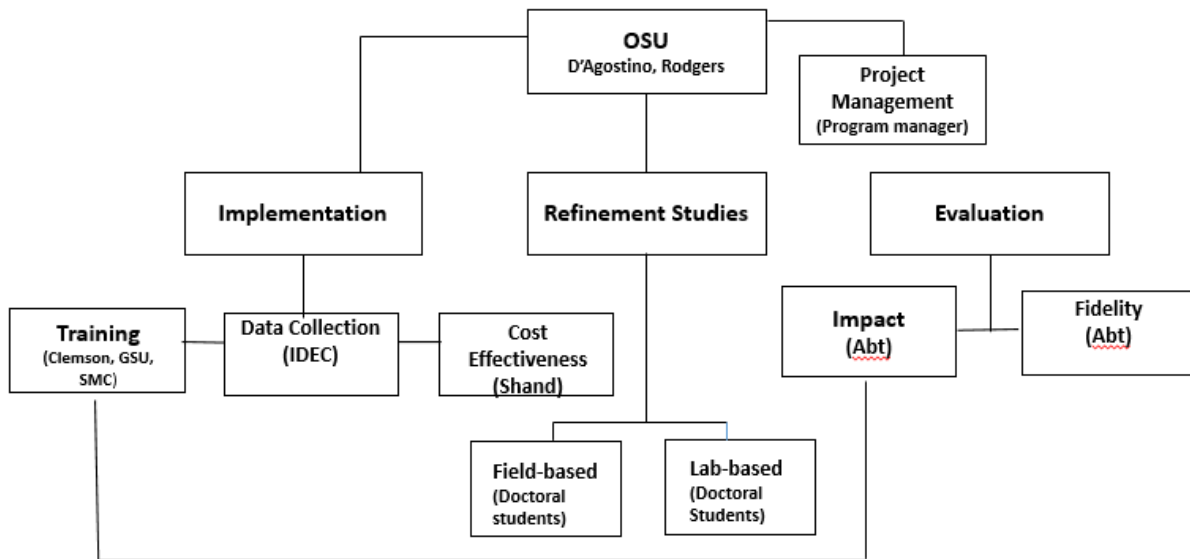 OSU
D'Agostino, Rodgers
Project
Management
(Program manager)
Implementation
Refinement Studies
Evaluation
Training
(Clemson, GSU,
SMC)
Data Collection
(IDEC)
Cost
Effectiveness
(Shand)
Impact
(Abt)
Fidelity
(Abt)
Field-based
(Doctoral
students)
Lab-based
(Doctoral
Students)